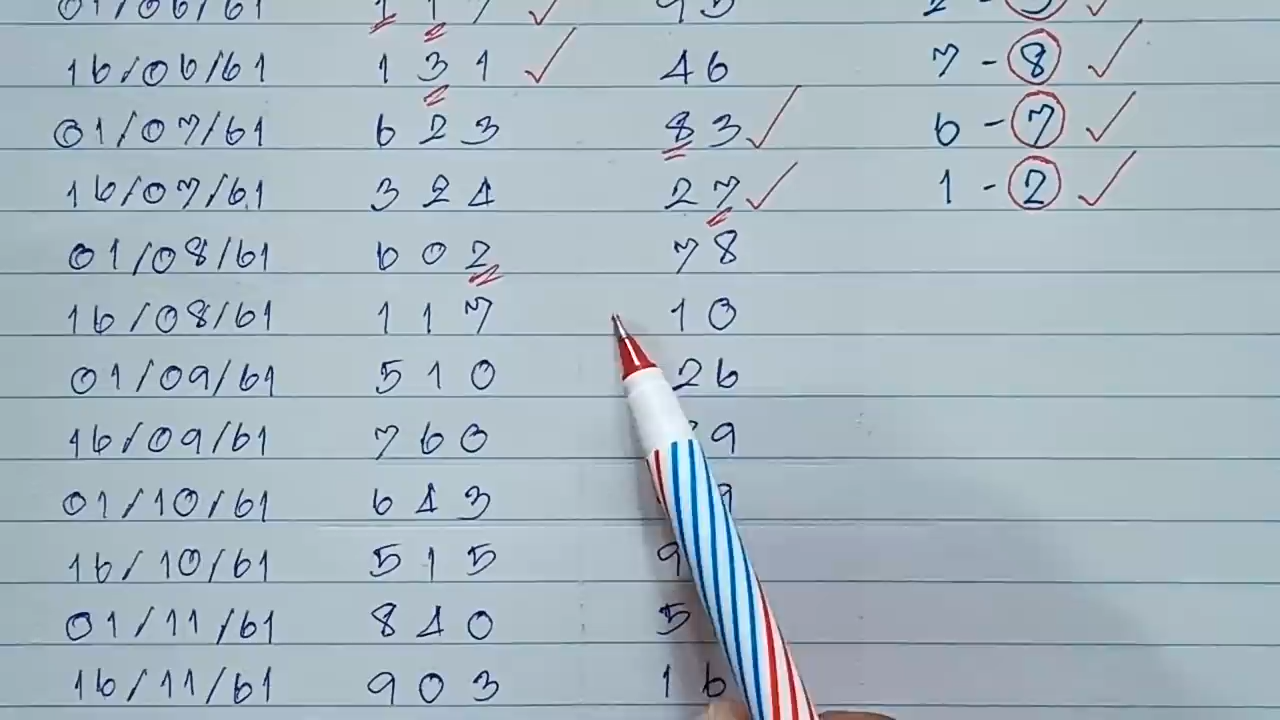 16/06/61 1 3 1 ✓ 46 7 - 8 ✓
01/07/61 6 2 3 83 ✓ 6 - 7 ✓
16/07/61 3 2 4 27 ✓ 1 - 2 ✓
01/08/61 6 0 2 78
16/08/61 1 1 7 10
01/09/61 5 1 0 26
16/09/61 7 6 0 9
01/10/61 6 4 3 9
16/10/61 5 1 5 9
01/11/61 8 4 0 5
16/11/61 9 0 3 16